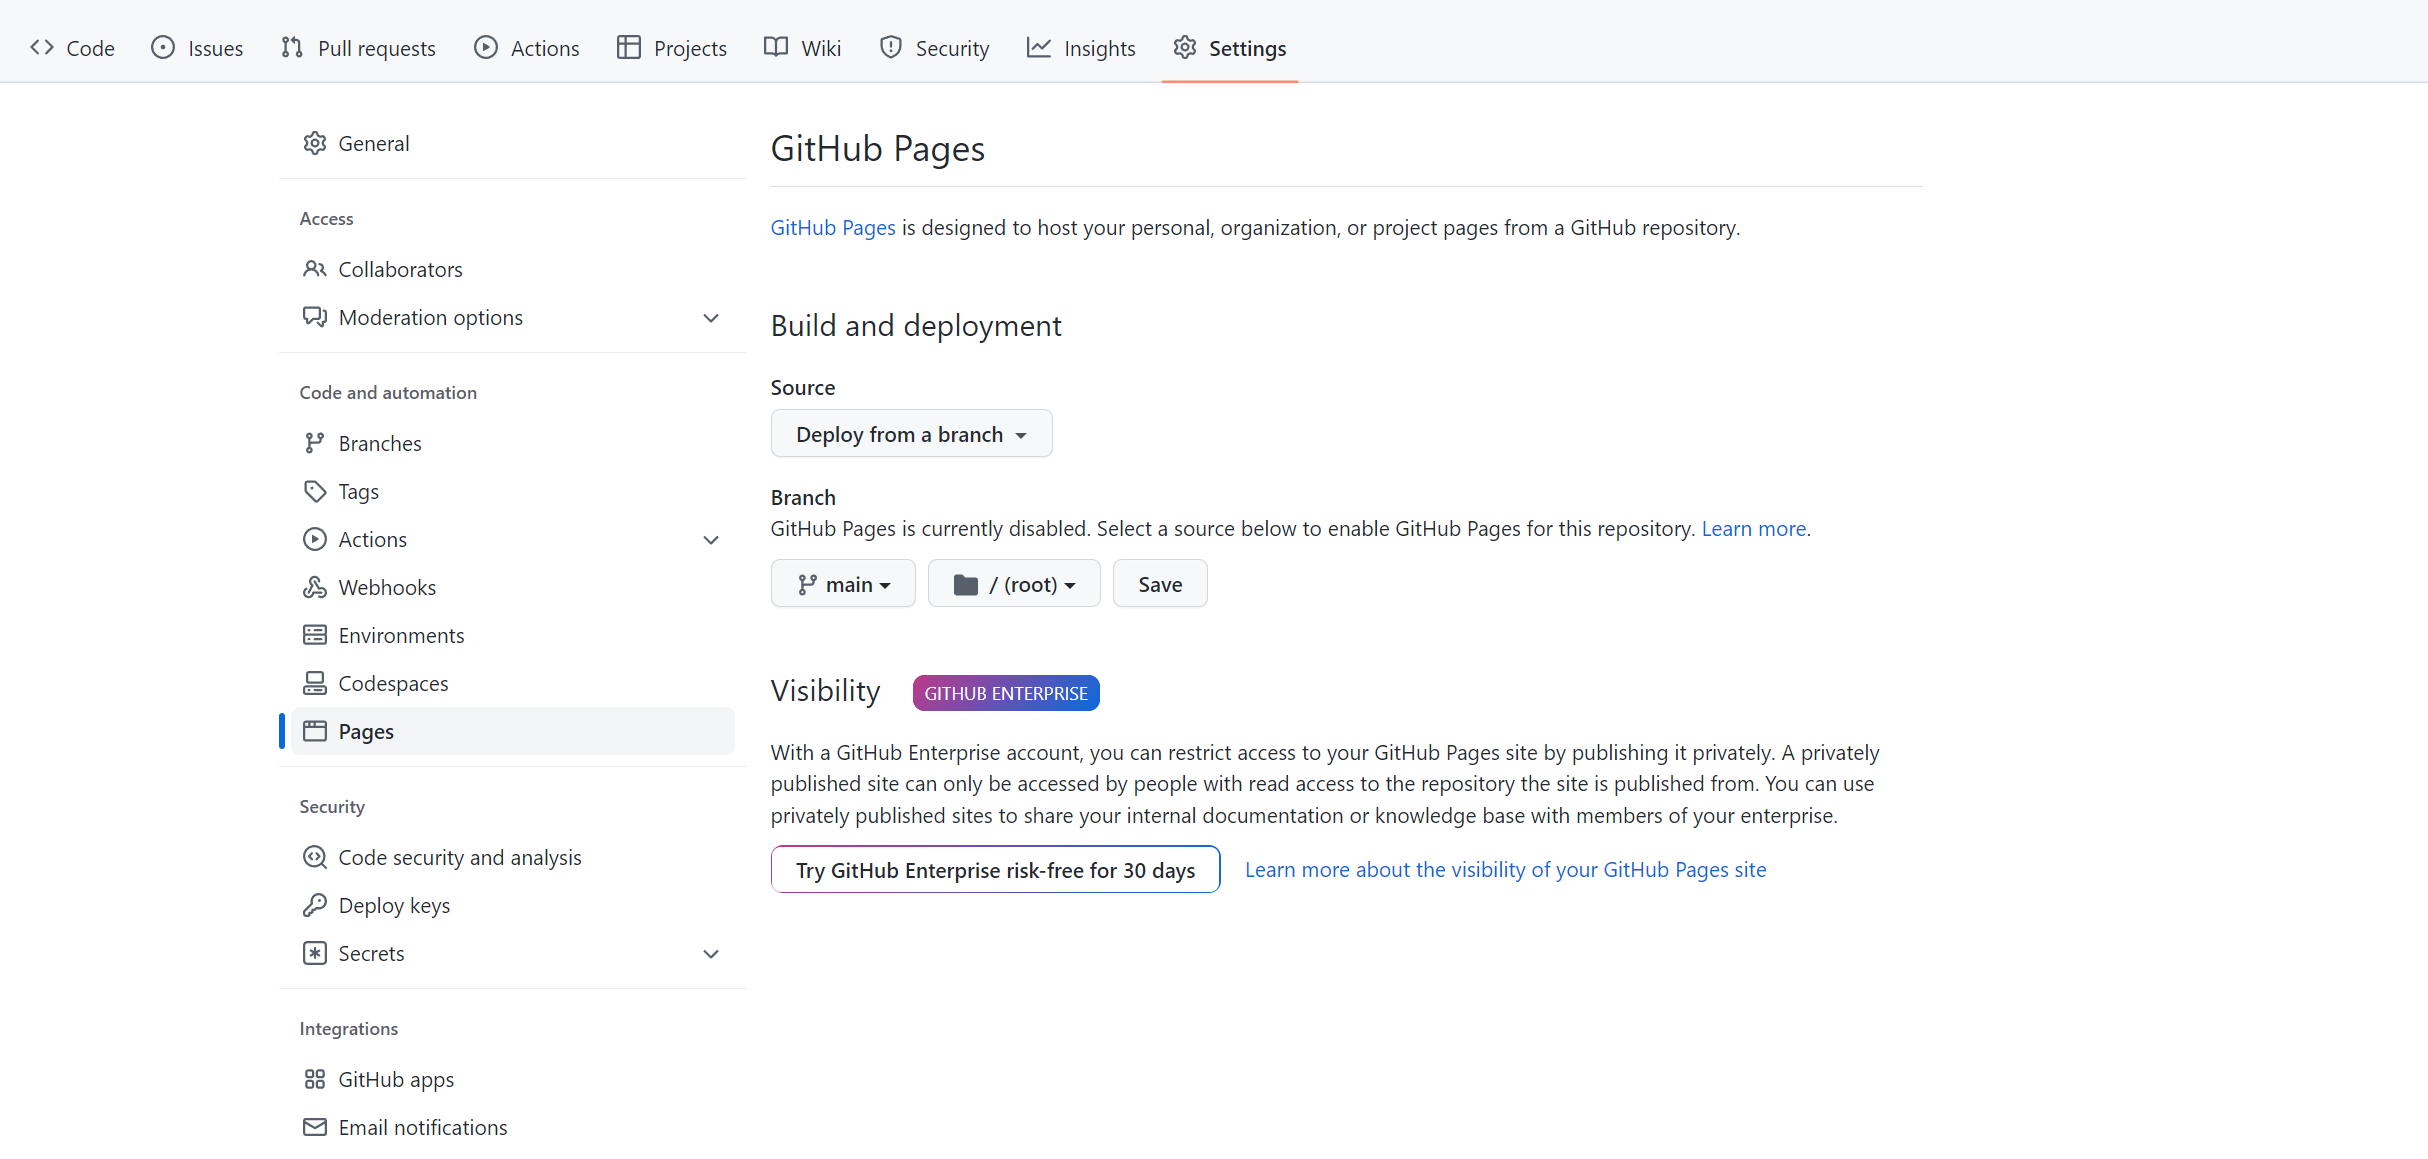 Code Issues Pull requests Actions Projects Wiki Security Insights Settings
General
Access
Collaborators
Moderation options
Code and automation
Branches
Tags
Actions
Webhooks
Environments
Codespaces
Pages
Security
Code security and analysis
Deploy keys
Secrets
Integrations
GitHub apps
Email notifications
GitHub Pages
GitHub Pages is designed to host your personal, organization, or project pages from a GitHub repository.
Build and deployment
Source
Deploy from a branch
Branch
GitHub Pages is currently disabled. Select a source below to enable GitHub Pages for this repository. Learn more.
main / (root) Save
Visibility GITHUB ENTERPRISE
With a GitHub Enterprise account, you can restrict access to your GitHub Pages site by publishing it privately. A privately
published site can only be accessed by people with read access to the repository the site is published from. You can use
privately published sites to share your internal documentation or knowledge base with members of your enterprise.
Try GitHub Enterprise risk-free for 30 days Learn more about the visibility of your GitHub Pages site